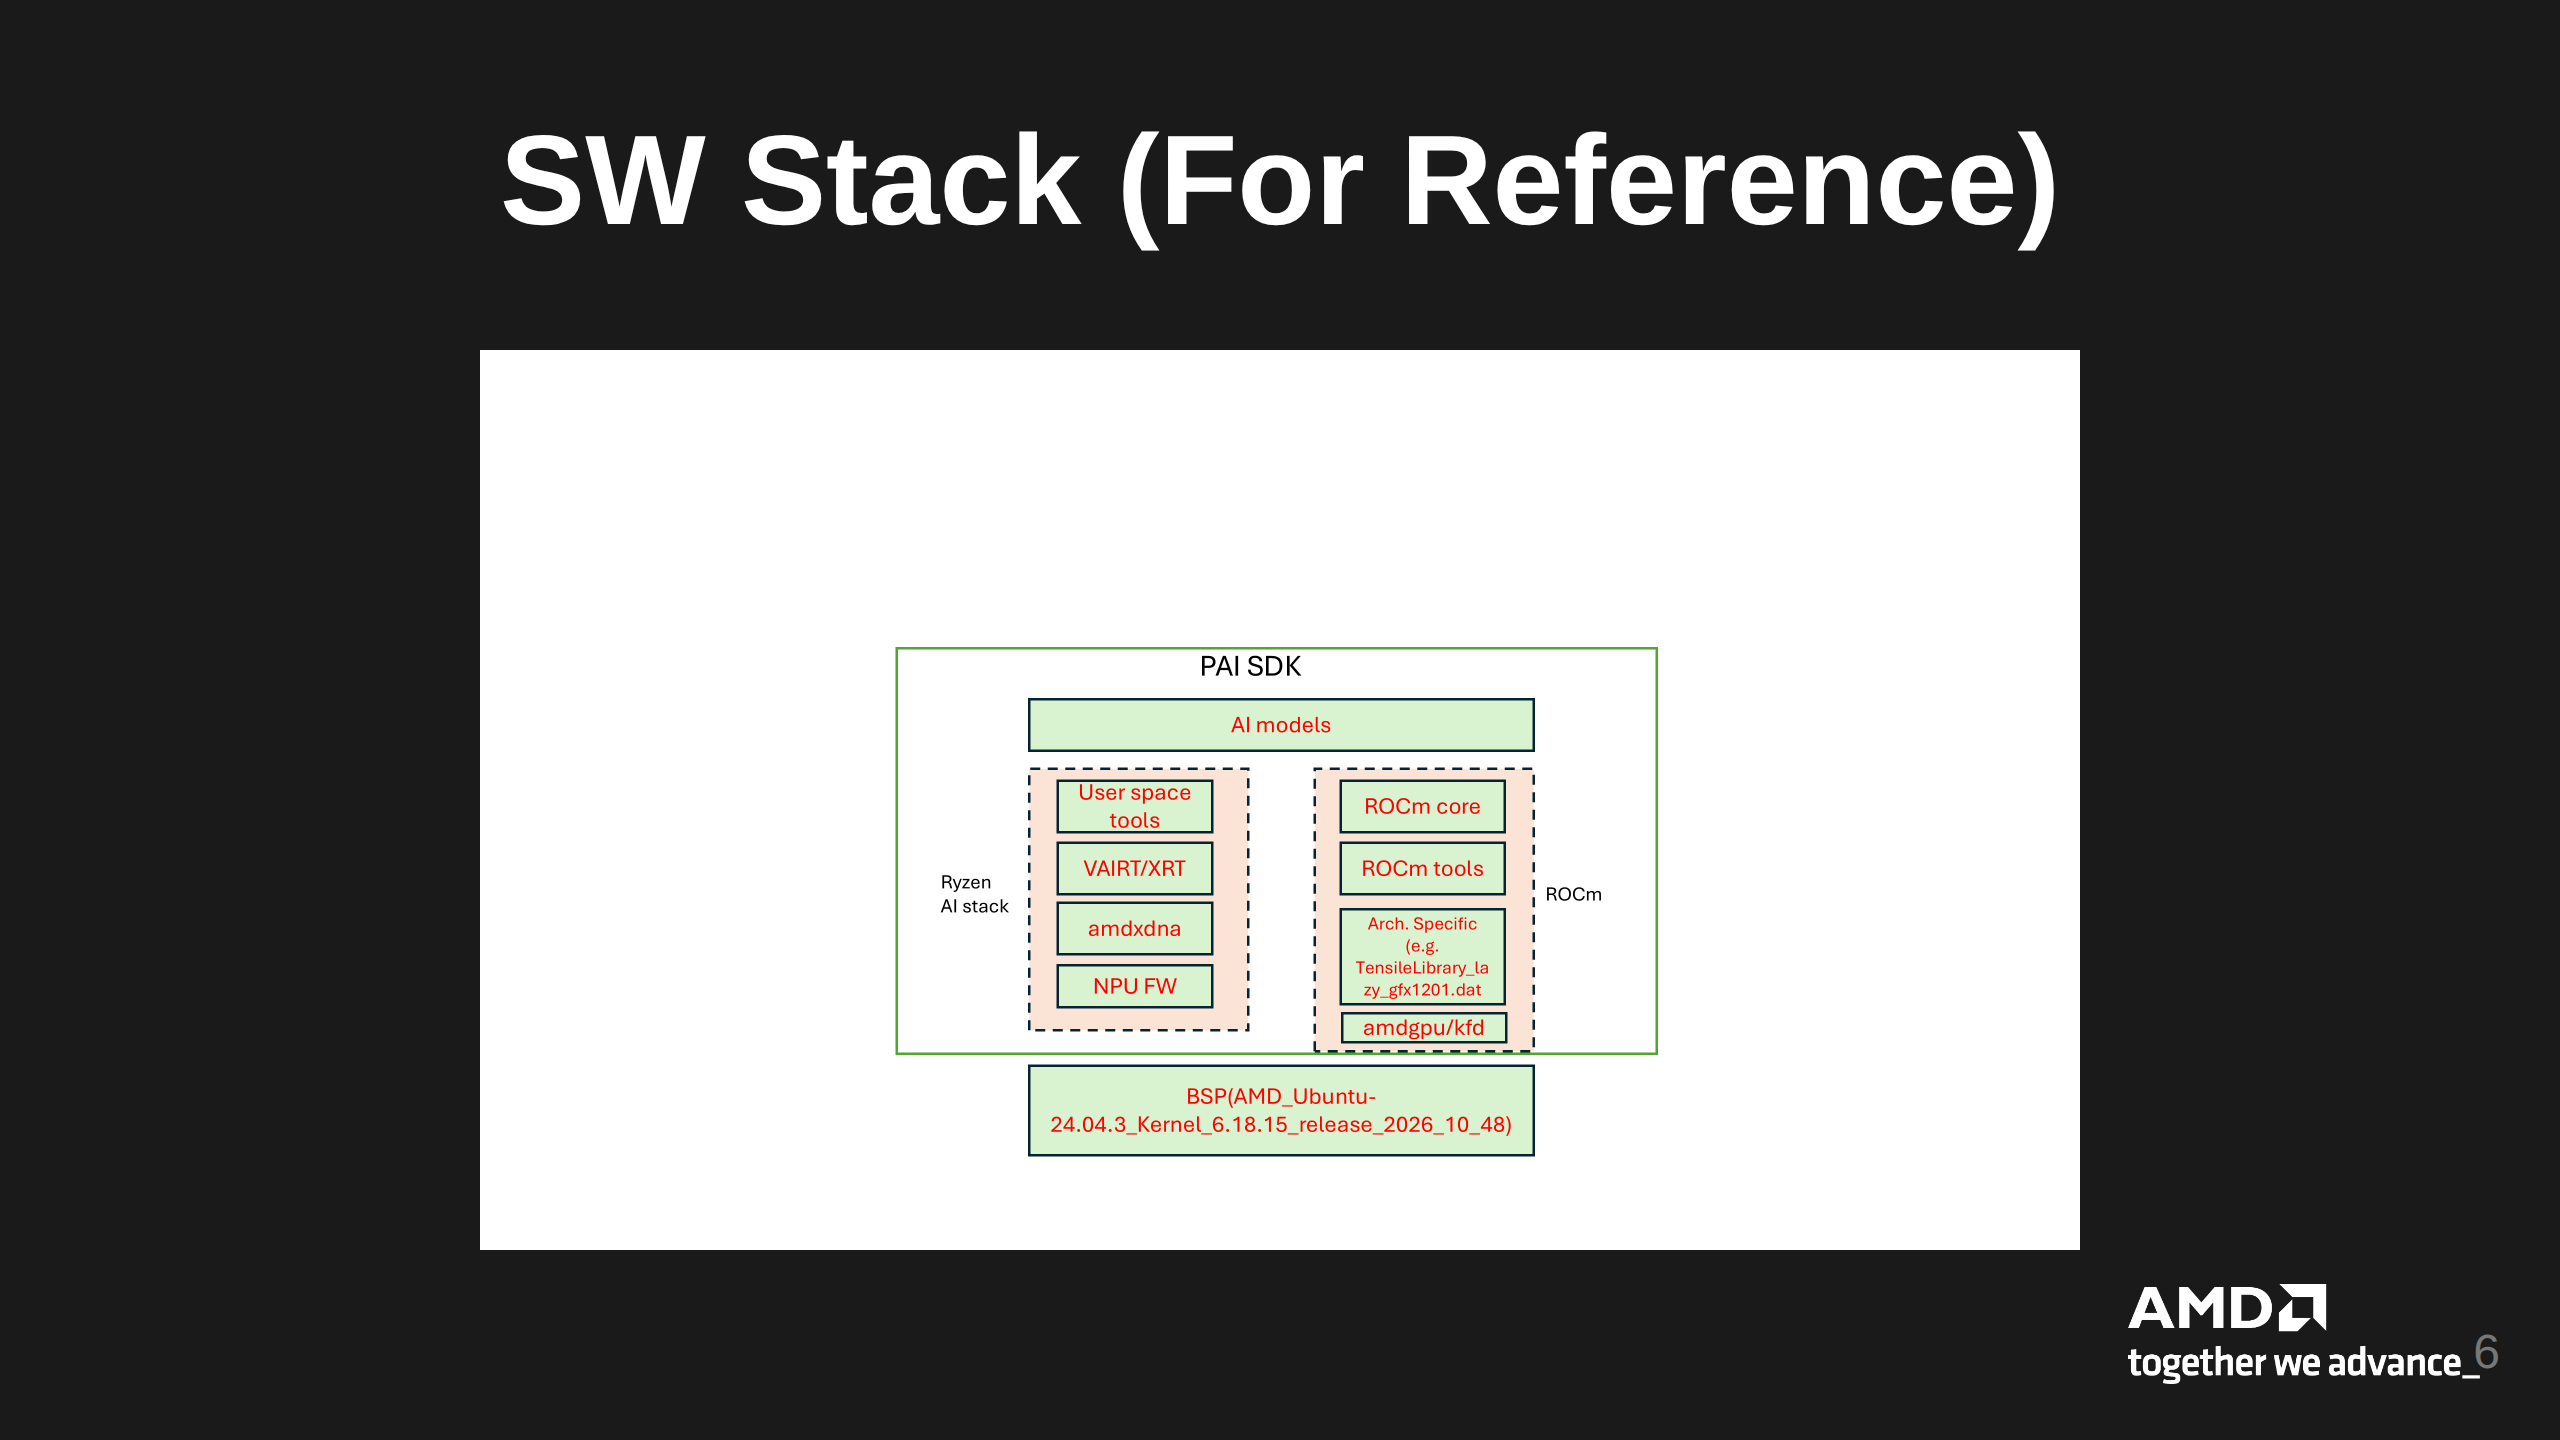 SW Stack (For Reference)
PAI SDK
AI models
User space
tools
VAIRT/XRT
amdxdna
NPU FW
Ryzen
AI stack
ROCm core
ROCm tools
Arch. Specific
(e.g.
TensileLibrary_la
zy_gfx1201.dat
amdgpu/kfd
ROCm
BSP(AMD_Ubuntu-
24.04.3_Kernel_6.18.15_release_2026_10_48)
AMD
together we advance_
6